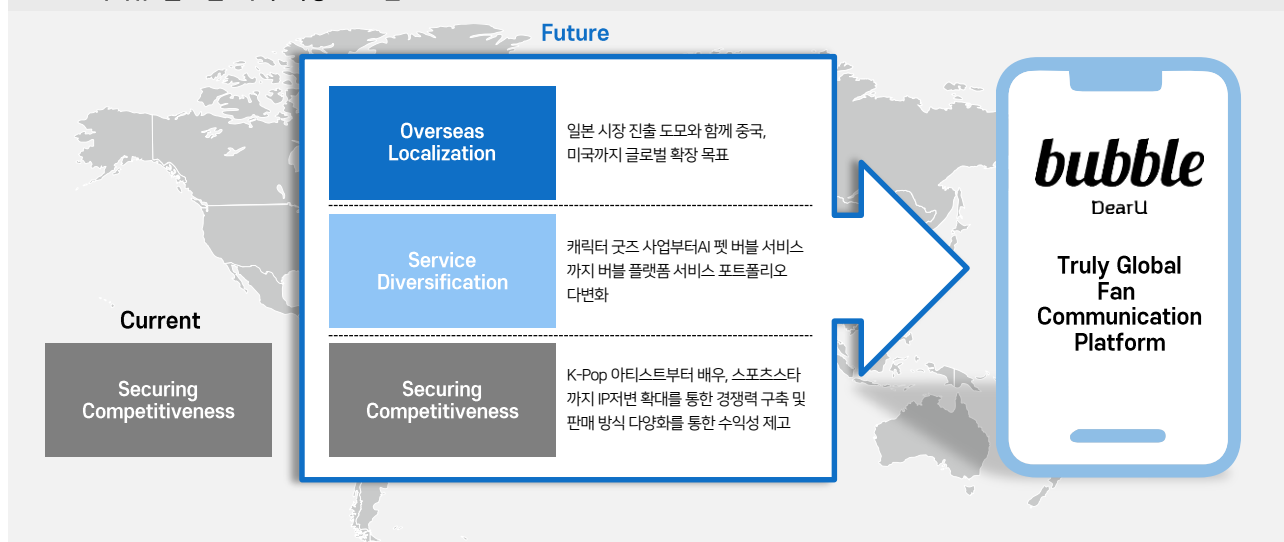 Future
Overseas
Localization
일본 시장 진출 도모와 함께 중국,
미국까지 글로벌 확장 목표
Service
Diversification
캐릭터 굿즈 사업부터AI 펫 버블 서비스
까지 버블 플랫폼 서비스 포트폴리오
다변화
Current
Securing
Competitiveness
Securing
Competitiveness
K-Pop 아티스트부터 배우, 스포츠스타
까지 IP저변 확대를 통한 경쟁력 구축 및
판매 방식 다양화를 통한 수익성 제고
bubble
DearU
Truly Global
Fan
Communication
Platform